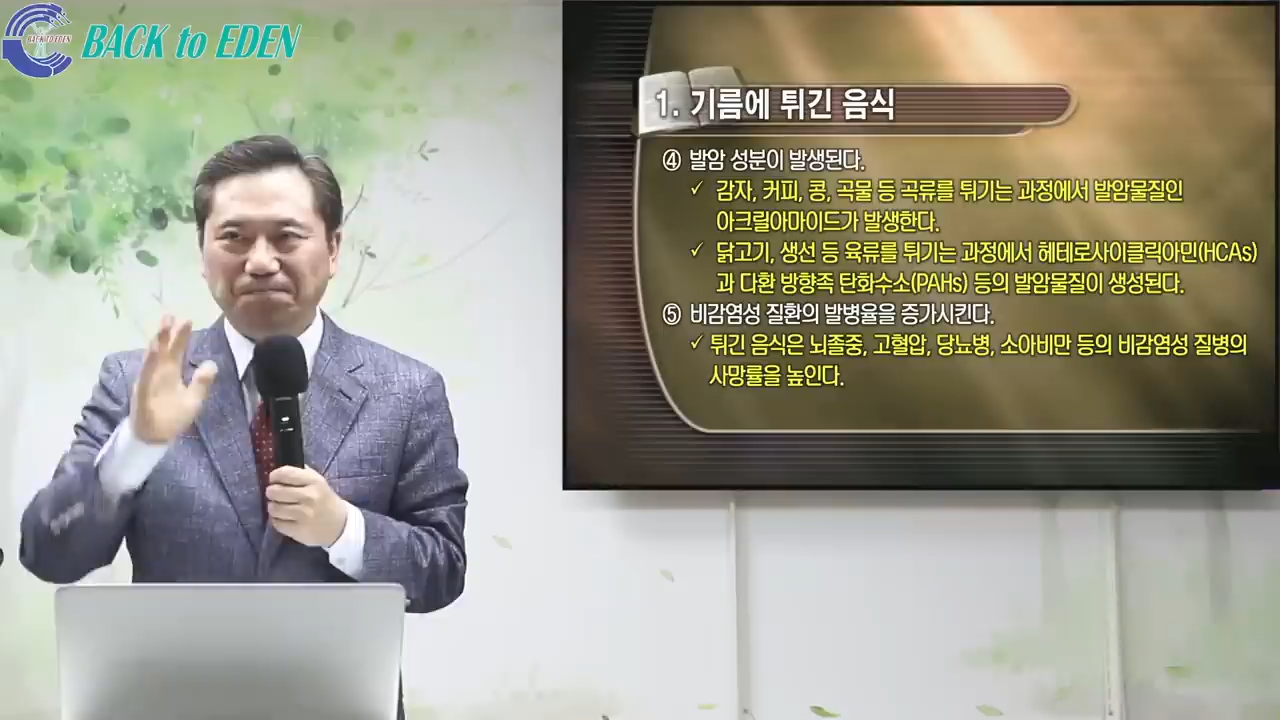 BACK TO EDEN
BACK to EDEN
1. 기름에 튀긴 음식
④ 발암 성분이 발생된다.
✓ 감자, 커피, 콩, 곡물 등 곡류를 튀기는 과정에서 발암물질인
아크릴아마이드가 발생한다.
✓ 닭고기, 생선 등 육류를 튀기는 과정에서 헤테로사이클릭아민(HCAs)
과 다환 방향족 탄화수소(PAHs) 등의 발암물질이 생성된다.
⑤ 비감염성 질환의 발병율을 증가시킨다.
✓ 튀긴 음식은 뇌졸중, 고혈압, 당뇨병, 소아비만 등의 비감염성 질병의
사망률을 높인다.